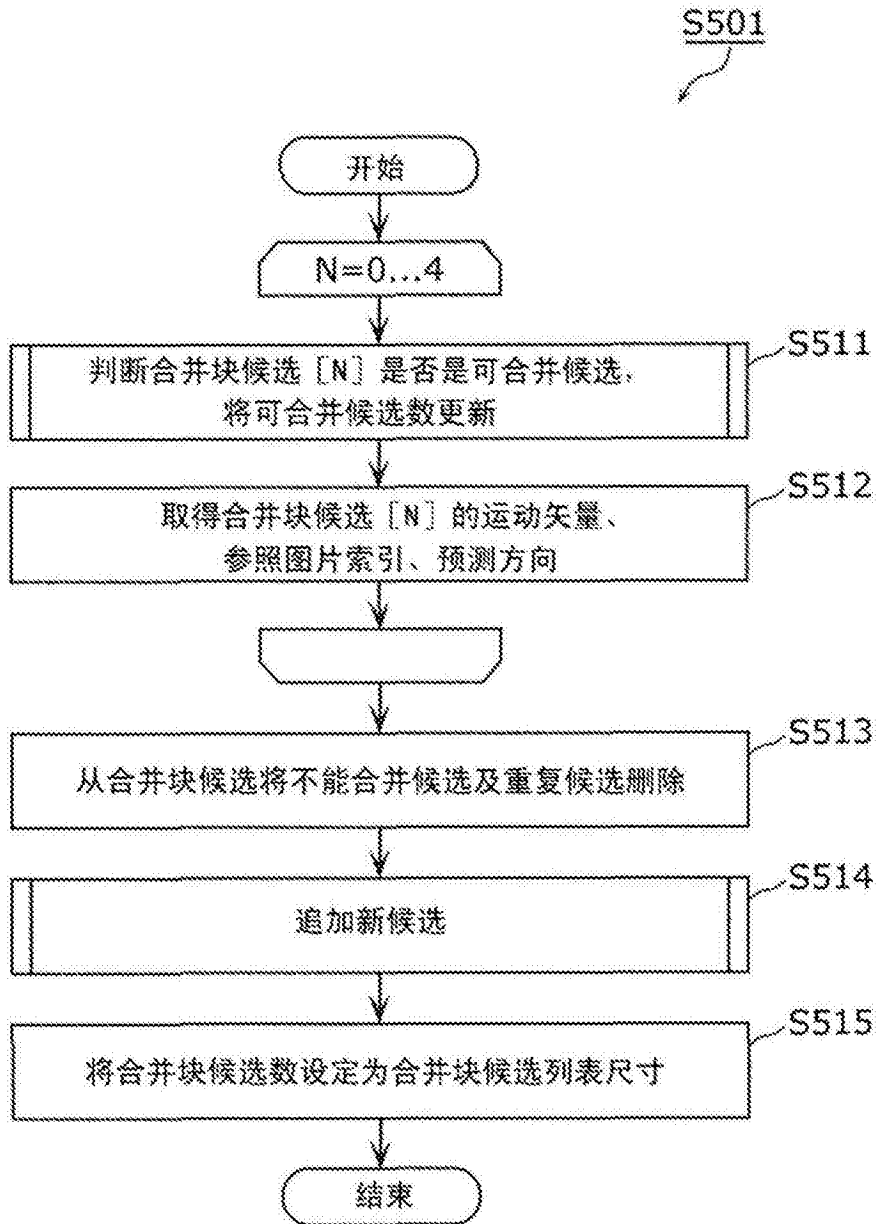 S501
开始
N=0...4
S511
判断合并块候选［N］是否是可合并候选，
将可合并候选数更新
S512
取得合并块候选［N］的运动矢量、
参照图片索引、预测方向
S513
从合并块候选将不能合并候选及重复候选删除
S514
追加新候选
S515
将合并块候选数设定为合并块候选列表尺寸
结束